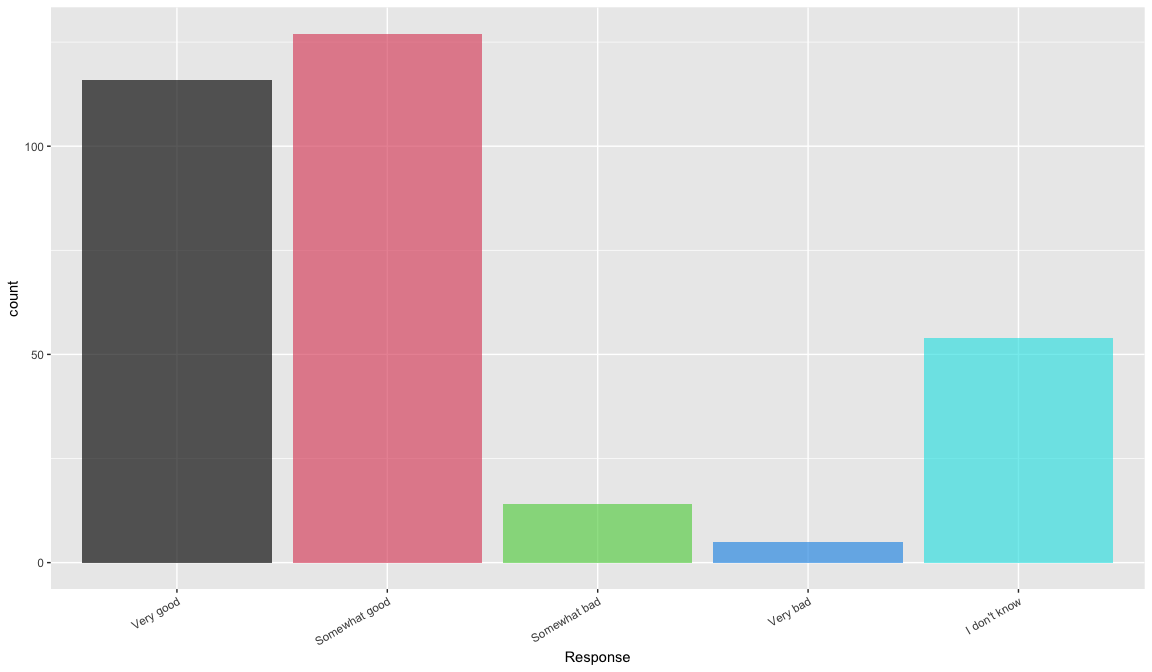 count
100
50
0
Very good
Somewhat good
Somewhat bad
Very bad
I don't know
Response